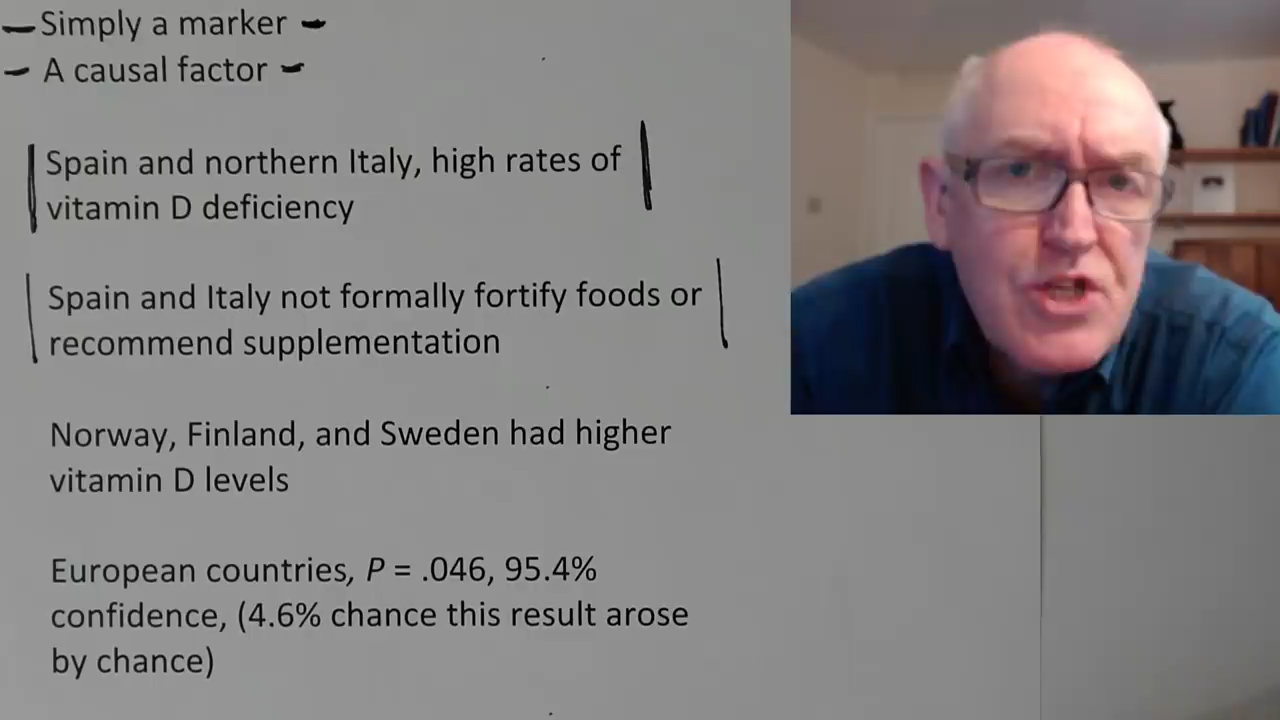 Simply a marker
A causal factor
Spain and northern Italy, high rates of
vitamin D deficiency
Spain and Italy not formally fortify foods or
recommend supplementation
Norway, Finland, and Sweden had higher
vitamin D levels
European countries, P = .046, 95.4%
confidence, (4.6% chance this result arose
by chance)